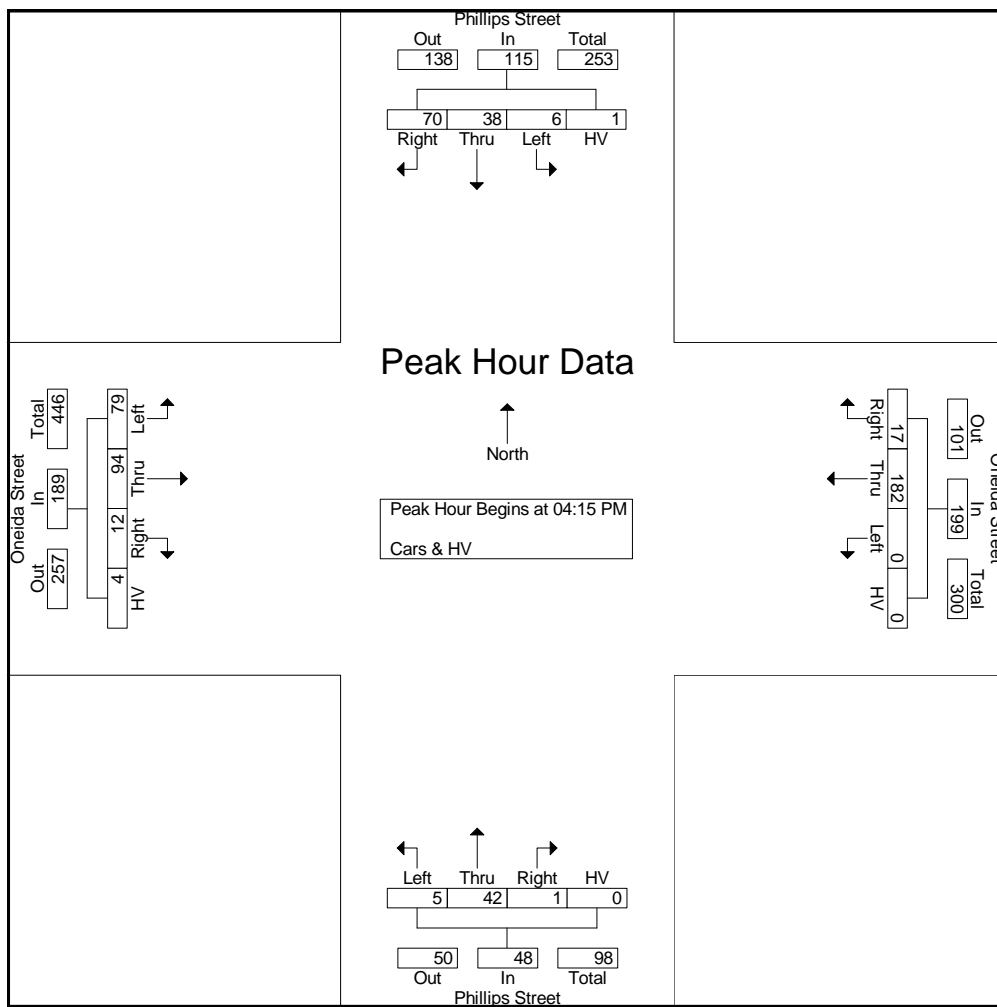 Phillips Street
Out In Total
138 115 253
70 38 6 1
Right Thru Left HV
Peak Hour Data
North
Peak Hour Begins at 04:15 PM
Cars & HV
Oneida Street
Total In Out
446 189 257
79 94 12 4
Left Thru Right HV
Right Thru Left HV
17 182 0 0
Out In Total
101 199 300
Oneida Street
Left Thru Right HV
5 42 1 0
50 48 98
Out In Total
Phillips Street